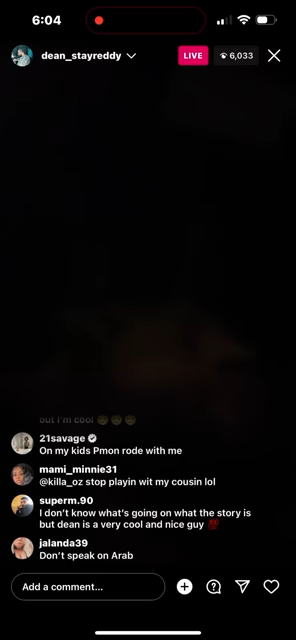 6:04
dean_stayreddy
LIVE
6,033
but I'm cool
21savage
On my kids Pmon rode with me
mami_minnie31
@killa_oz stop playin wit my cousin lol
superm.90
I don't know what's going on what the story is
but dean is a very cool and nice guy 💯
jalanda39
Don't speak on Arab
Add a comment...